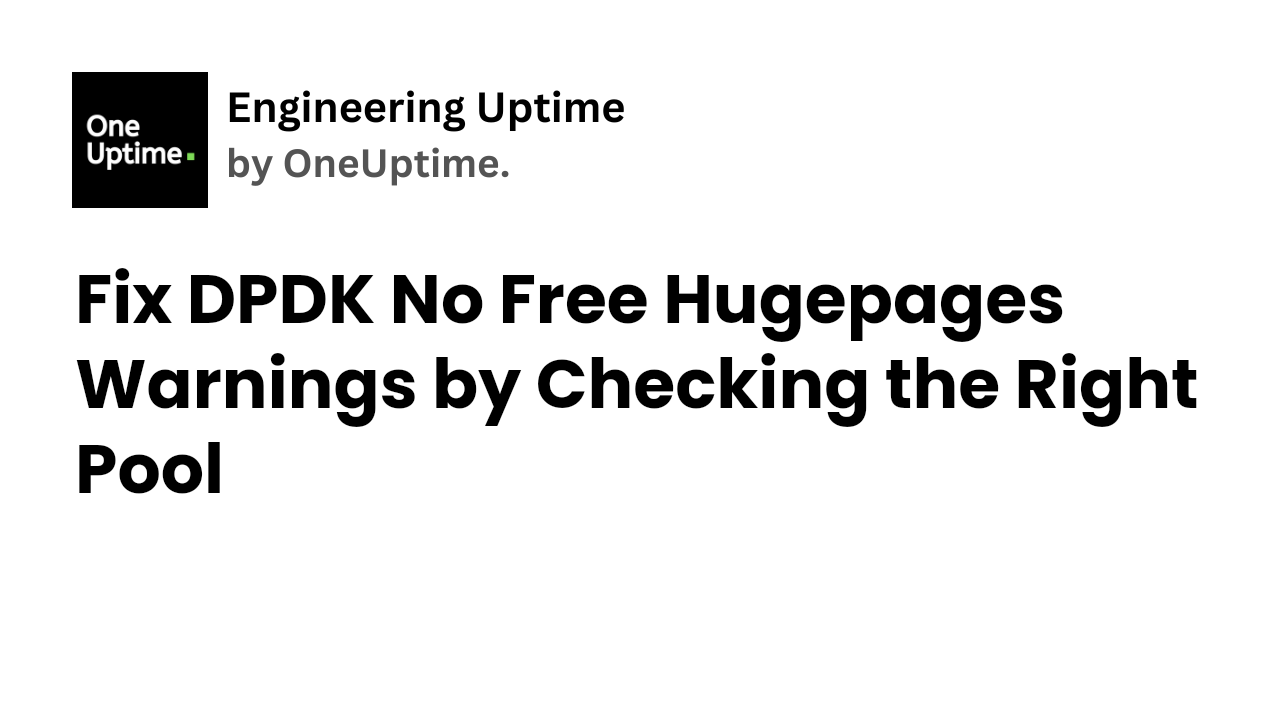 One
Uptime.
Engineering Uptime
by OneUptime.
Fix DPDK No Free Hugepages
Warnings by Checking the Right
Pool